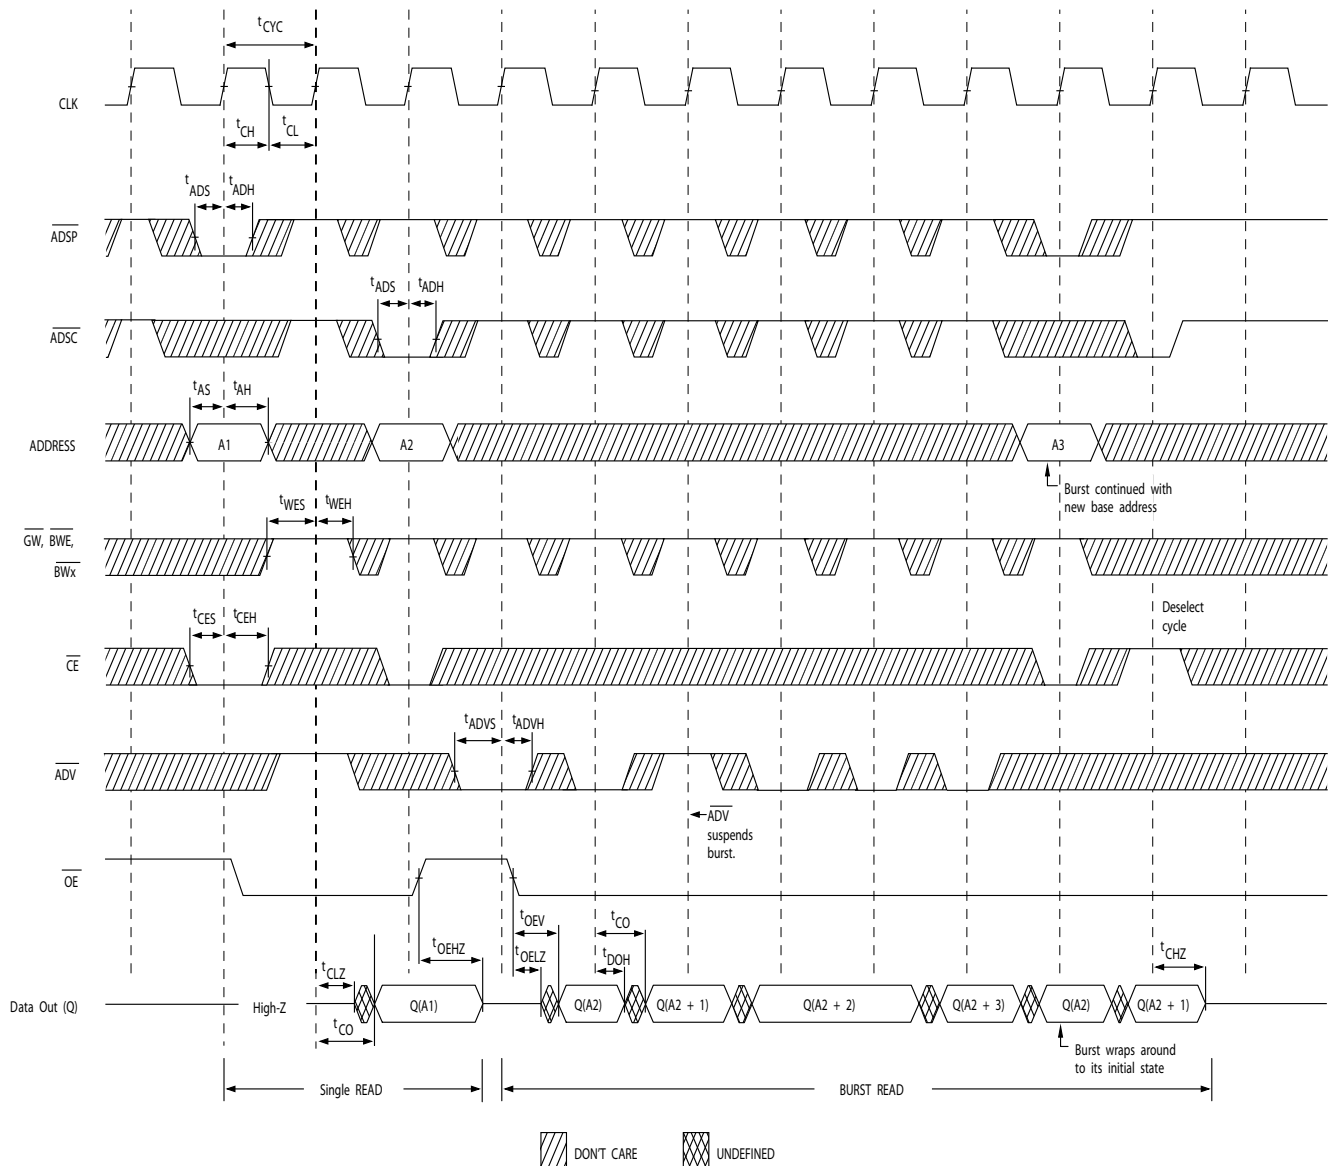 tCYC
CLK
tCH
tCL
tADS
tADH
ADSP
tADS
tADH
ADSC
tAS
tAH
ADDRESS
A1
A2
A3
Burst continued with
new base address
tWES
tWEH
GW, BWE,
BWx
tCES
tCEH
Deselect
cycle
CE
tADVS
tADVH
ADV
ADV
suspends
burst.
OE
tOEHZ
tOEV
tOELZ
tCO
tDOH
tCHZ
tCLZ
Data Out (Q)
High-Z
Q(A1)
Q(A2)
Q(A2 + 1)
Q(A2 + 2)
Q(A2 + 3)
Q(A2)
Q(A2 + 1)
tCO
Burst wraps around
to its initial state
Single READ
BURST READ
DON'T CARE
UNDEFINED